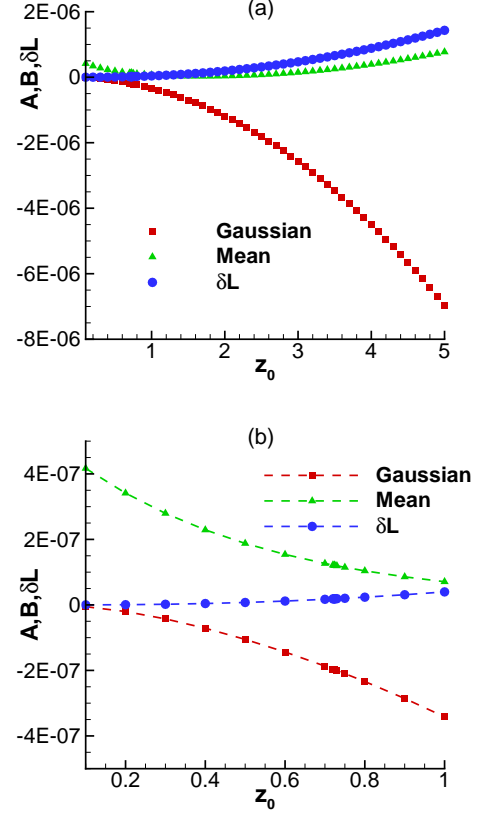 (a)
A,B,δL
0
-2E-06
-4E-06
-6E-06
-8E-06
Gaussian
Mean
δL
1 2 3 4 5
z0
(b)
A,B,δL
4E-07
2E-07
0
-2E-07
-4E-07
Gaussian
Mean
δL
0.2 0.4 0.6 0.8 1
z0